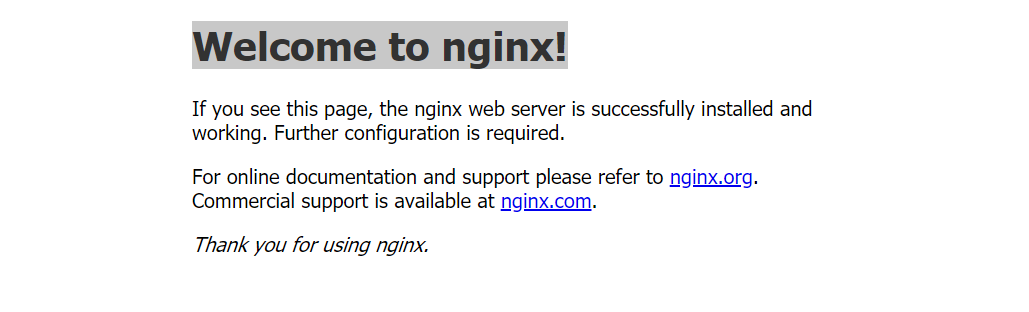 Welcome to nginx!
If you see this page, the nginx web server is successfully installed and
working. Further configuration is required.
For online documentation and support please refer to nginx.org.
Commercial support is available at nginx.com.
Thank you for using nginx.